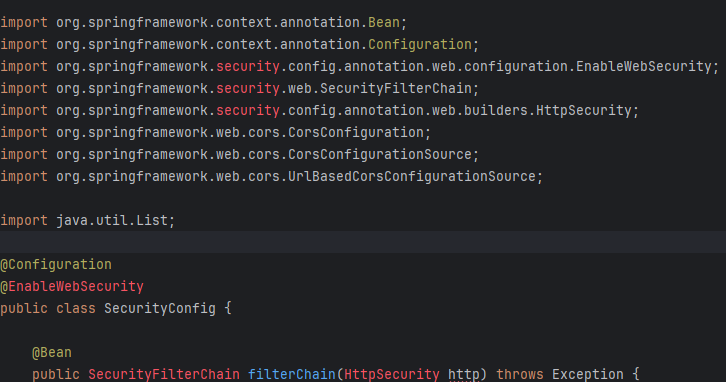 import org.springframework.context.annotation.Bean;
import org.springframework.context.annotation.Configuration;
import org.springframework.security.config.annotation.web.configuration.EnableWebSecurity;
import org.springframework.security.web.SecurityFilterChain;
import org.springframework.security.config.annotation.web.builders.HttpSecurity;
import org.springframework.web.cors.CorsConfiguration;
import org.springframework.web.cors.CorsConfigurationSource;
import org.springframework.web.cors.UrlBasedCorsConfigurationSource;
import java.util.List;
@Configuration
@EnableWebSecurity
public class SecurityConfig {
@Bean
public SecurityFilterChain filterChain(HttpSecurity http) throws Exception {